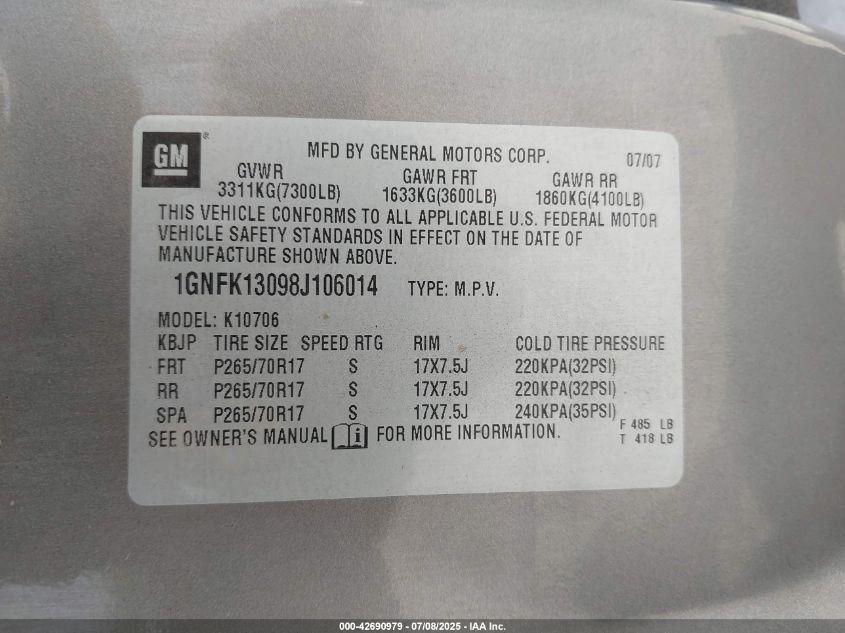 GM ®
MFD BY GENERAL MOTORS CORP. 07/07
GVWR GAWR FRT GAWR RR
3311KG(7300LB) 1633KG(3600LB) 1860KG(4100LB)
THIS VEHICLE CONFORMS TO ALL APPLICABLE U.S. FEDERAL MOTOR
VEHICLE SAFETY STANDARDS IN EFFECT ON THE DATE OF
MANUFACTURE SHOWN ABOVE.
1GNFK13098J106014 TYPE: M.P.V.
MODEL: K10706
KBJP TIRE SIZE SPEED RTG RIM COLD TIRE PRESSURE
FRT P265/70R17 S 17X7.5J 220KPA(32PSI)
RR P265/70R17 S 17X7.5J 220KPA(32PSI)
SPA P265/70R17 S 17X7.5J 240KPA(35PSI)
SEE OWNER'S MANUAL i FOR MORE INFORMATION.
F 485 LB
T 418 LB
000-42690979 - 07/08/2025 - IAA Inc.